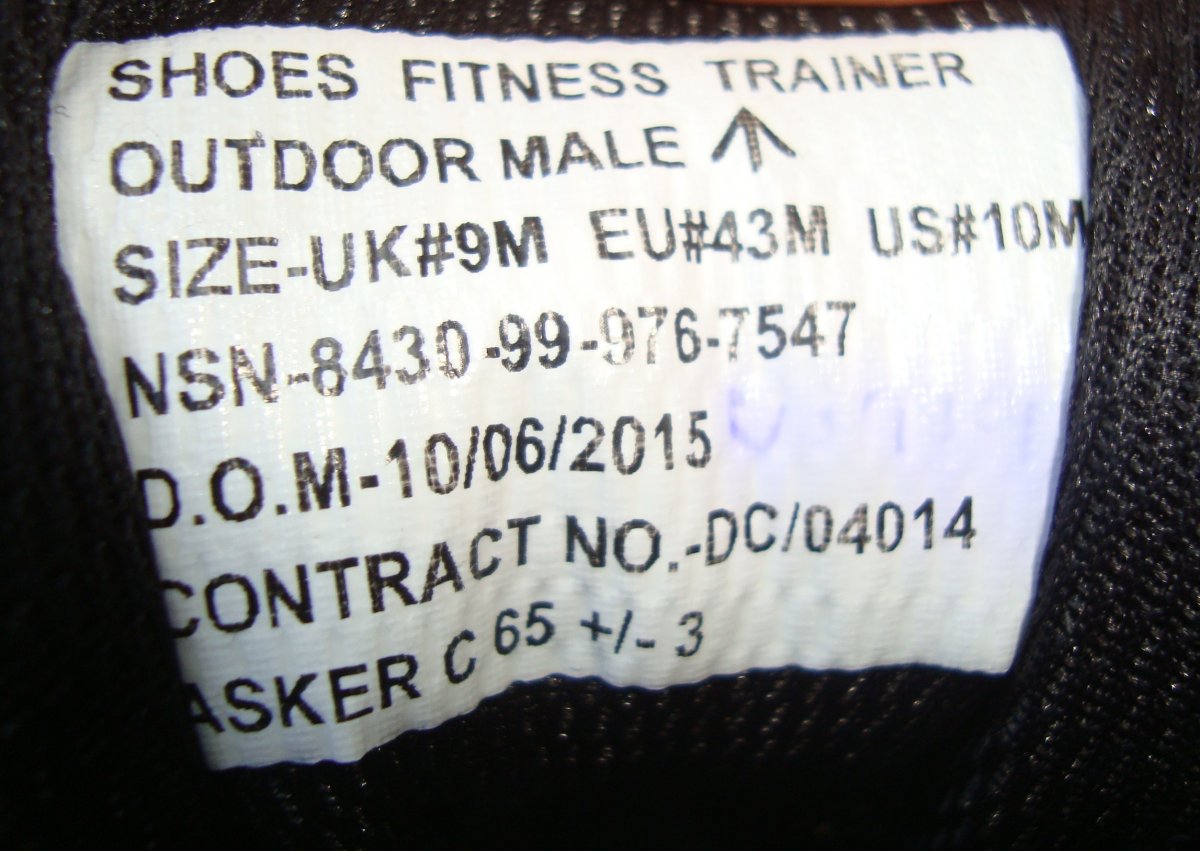 SHOES FITNESS TRAINER
OUTDOOR MALE ↑
SIZE-UK#9M EU#43M US#10M
NSN-8430-99-976-7547
D.O.M-10/06/2015
CONTRACT NO.-DC/04014
ASKER C 65 +/- 3